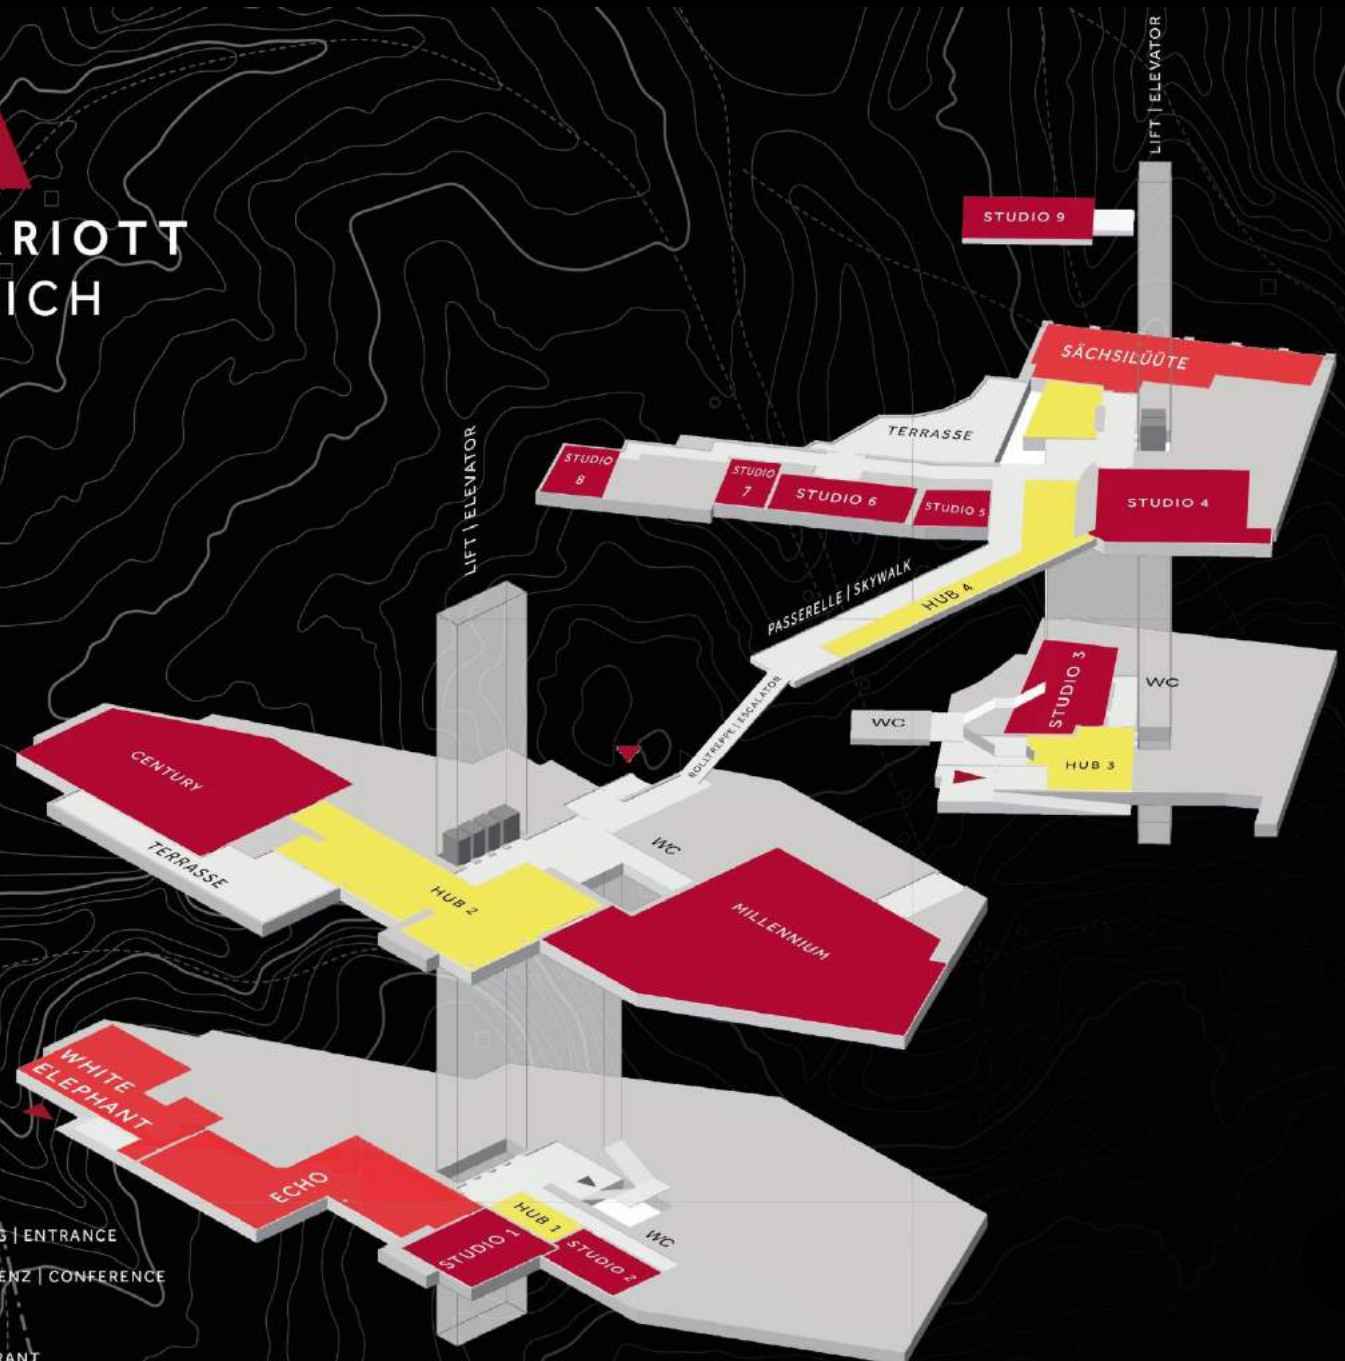 RIOTT
ICH
LIFT | ELEVATOR
STUDIO 9
SÄCHSILÜÜTE
TERRASSE
STUDIO
8
STUDIO
7
STUDIO 6
STUDIO 5
STUDIO 4
LIFT | ELEVATOR
PASSERELLE | SKYWALK
HUB 4
ROLLTREPPE | ESCALATOR
STUDIO 3
WC
WC
HUB 3
CENTURY
TERRASSE
HUB 2
WC
MILLENNIUM
WHITE
ELEPHANT
ECHO
HUB 1
STUDIO 1
STUDIO 2
WC
G | ENTRANCE
ENZ | CONFERENCE
RANT